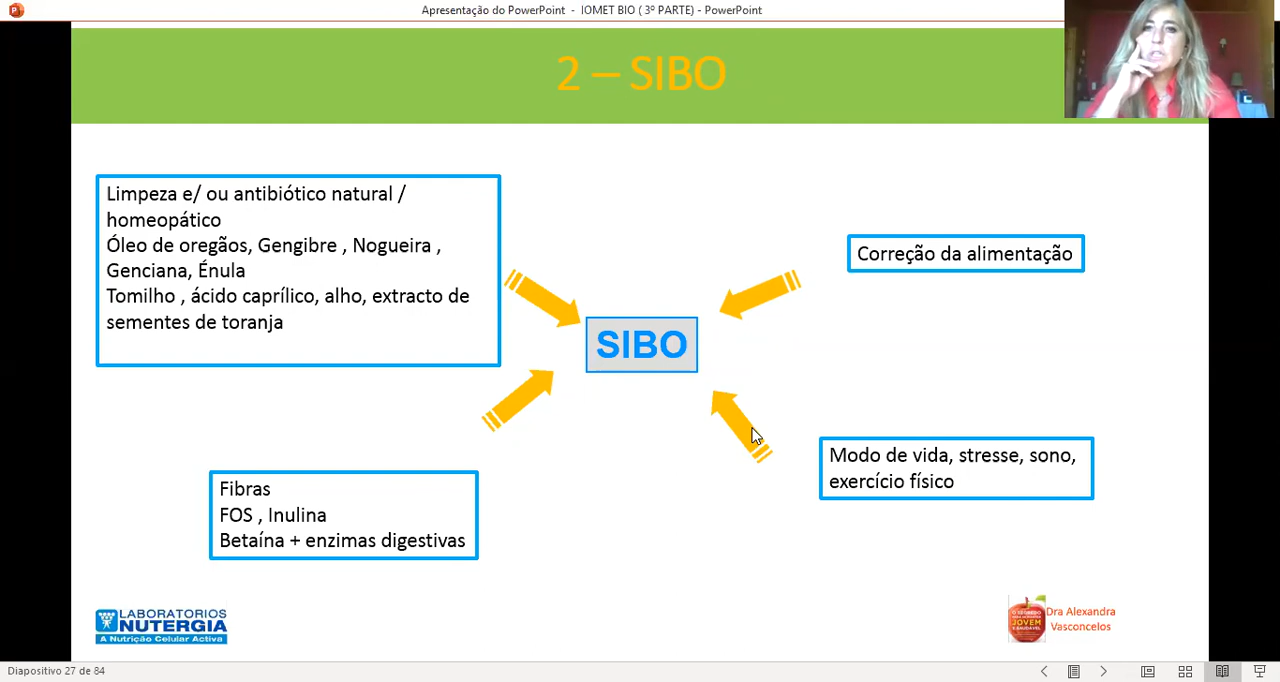 Apresentação do PowerPoint - IOMET BIO ( 3º PARTE) - PowerPoint
2 – SIBO
Limpeza e/ ou antibiótico natural /
homeopático
Óleo de oregãos, Gengibre , Nogueira ,
Genciana, Énula
Tomilho , ácido caprílico, alho, extracto de
sementes de toranja
Correção da alimentação
SIBO
Modo de vida, stresse, sono,
exercício físico
Fibras
FOS , Inulina
Betaína + enzimas digestivas
LABORATORIOS
NUTERGIA
A Nutrição Celular Activa
JOVEM
Dra Alexandra
Vasconcelos
Diapositivo 27 de 84